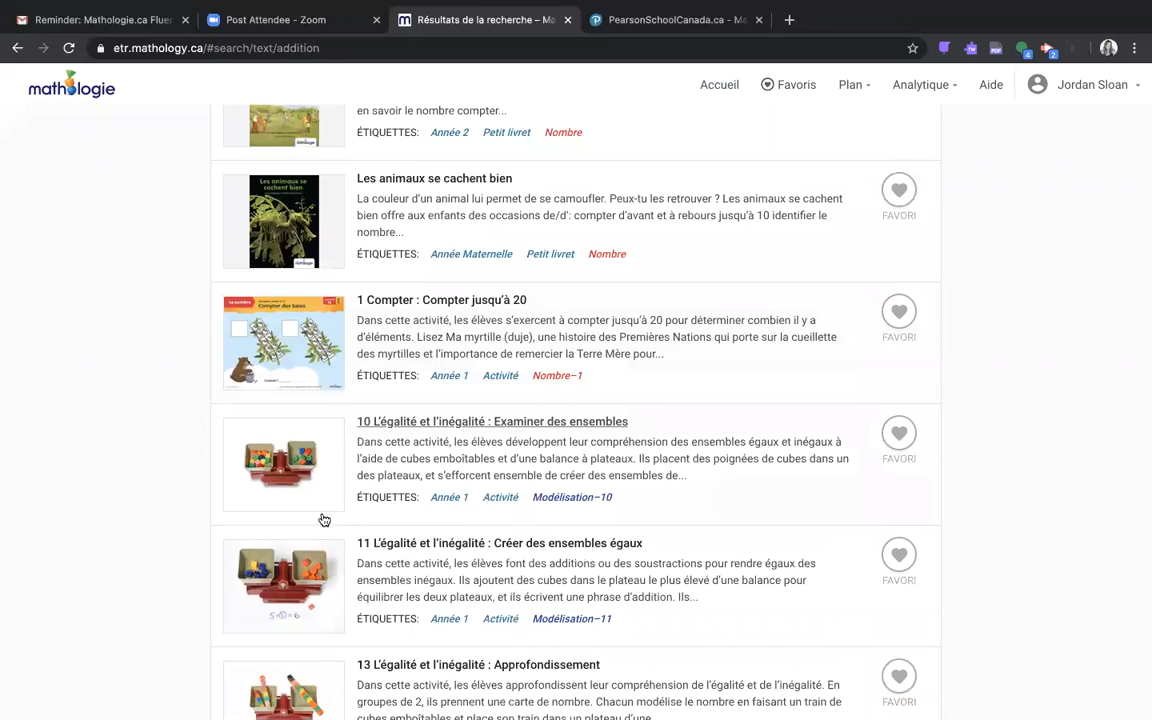 Reminder: Mathologie.ca Fluer
Post Attendee - Zoom
Résultats de la recherche – Ma
PearsonSchoolCanada.ca - Ma
etr.mathology.ca/#search/text/addition
mathologie
Accueil
Favoris
Plan
Analytique
Aide
Jordan Sloan
en savoir le nombre compter...
ÉTIQUETTES: Année 2 Petit livret Nombre
Les animaux se cachent bien
Les animaux se
cachent bien
La couleur d'un animal lui permet de se camoufler. Peux-tu les retrouver ? Les animaux se cachent
bien offre aux enfants des occasions de/d': compter d'avant et à rebours jusqu'à 10 identifier le
nombre...
ÉTIQUETTES: Année Maternelle Petit livret Nombre
FAVORI
1 Compter : Compter jusqu'à 20
Compter des baies
Dans cette activité, les élèves s'exercent à compter jusqu'à 20 pour déterminer combien il y a
d'éléments. Lisez Ma myrtille (duje), une histoire des Premières Nations qui porte sur la cueillette
des myrtilles et l'importance de remercier la Terre Mère pour...
ÉTIQUETTES: Année 1 Activité Nombre–1
FAVORI
10 L'égalité et l'inégalité : Examiner des ensembles
Dans cette activité, les élèves développent leur compréhension des ensembles égaux et inégaux à
l'aide de cubes emboîtables et d'une balance à plateaux. Ils placent des poignées de cubes dans un
des plateaux, et s'efforcent ensemble de créer des ensembles de...
ÉTIQUETTES: Année 1 Activité Modélisation–10
FAVORI
11 L'égalité et l'inégalité : Créer des ensembles égaux
Dans cette activité, les élèves font des additions ou des soustractions pour rendre égaux des
ensembles inégaux. Ils ajoutent des cubes dans le plateau le plus élevé d'une balance pour
équilibrer les deux plateaux, et ils écrivent une phrase d'addition. Ils...
ÉTIQUETTES: Année 1 Activité Modélisation–11
FAVORI
13 L'égalité et l'inégalité : Approfondissement
Dans cette activité, les élèves approfondissent leur compréhension de l'égalité et de l'inégalité. En
groupes de 2, ils prennent une carte de nombre. Chacun modélise le nombre en faisant un train de
cubes emboîtables et place son train dans un plateau d'une...
FAVORI